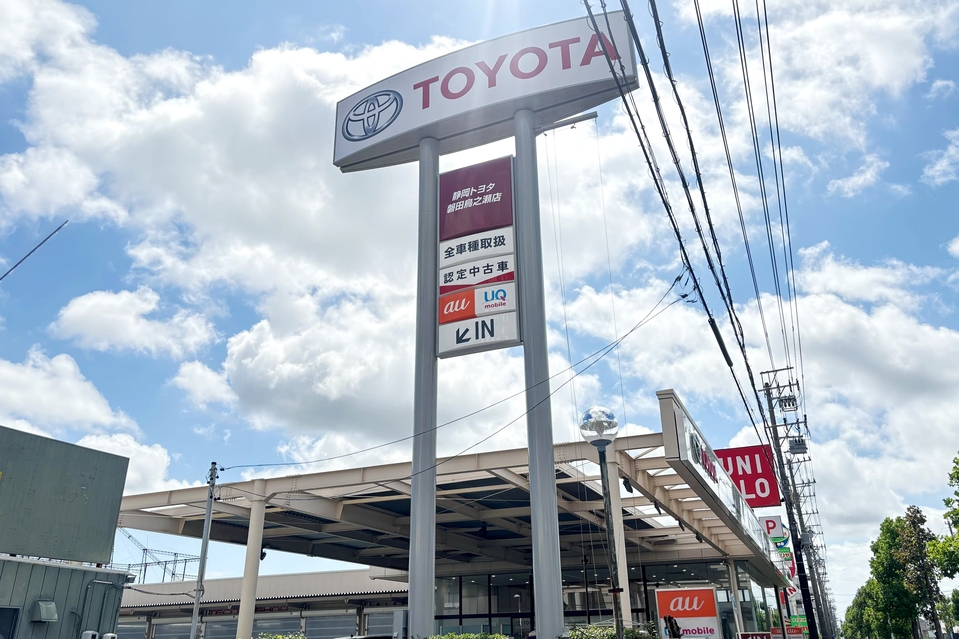 TOYOTA
静岡トヨタ
磐田鳥之瀬店
全車種取扱
認定中古車
au
UQ
mobile
IN
UNI
LO
P
au
mobile